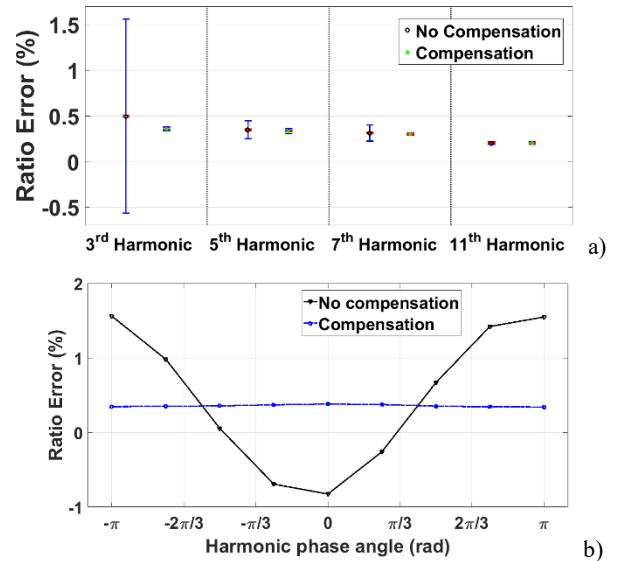 1.5
1
0.5
0
-0.5
Ratio Error (%)
No Compensation
Compensation
3rd Harmonic 5th Harmonic 7th Harmonic 11th Harmonic
a)
2
1
0
-1
Ratio Error (%)
No compensation
Compensation
-π -2π/3 -π/3 0 π/3 2π/3 π
Harmonic phase angle (rad)
b)